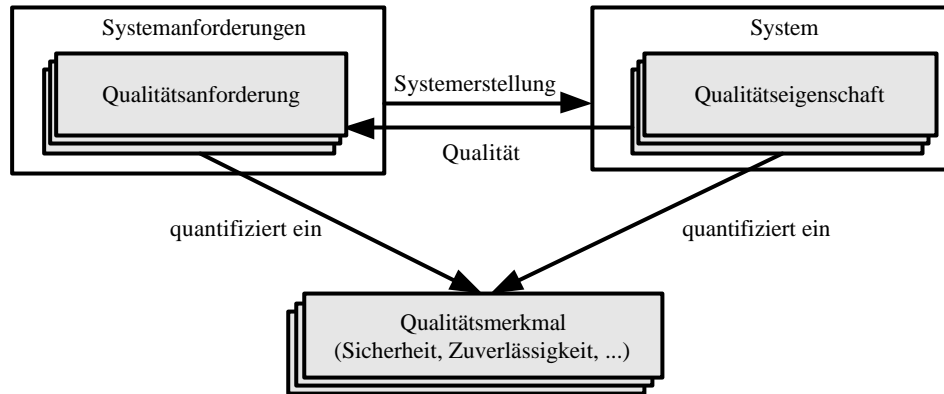 Systemanforderungen
System
Qualitätsanforderung
Systemerstellung
Qualitätseigenschaft
Qualität
quantifiziert ein
quantifiziert ein
Qualitätsmerkmal
(Sicherheit, Zuverlässigkeit, ...)